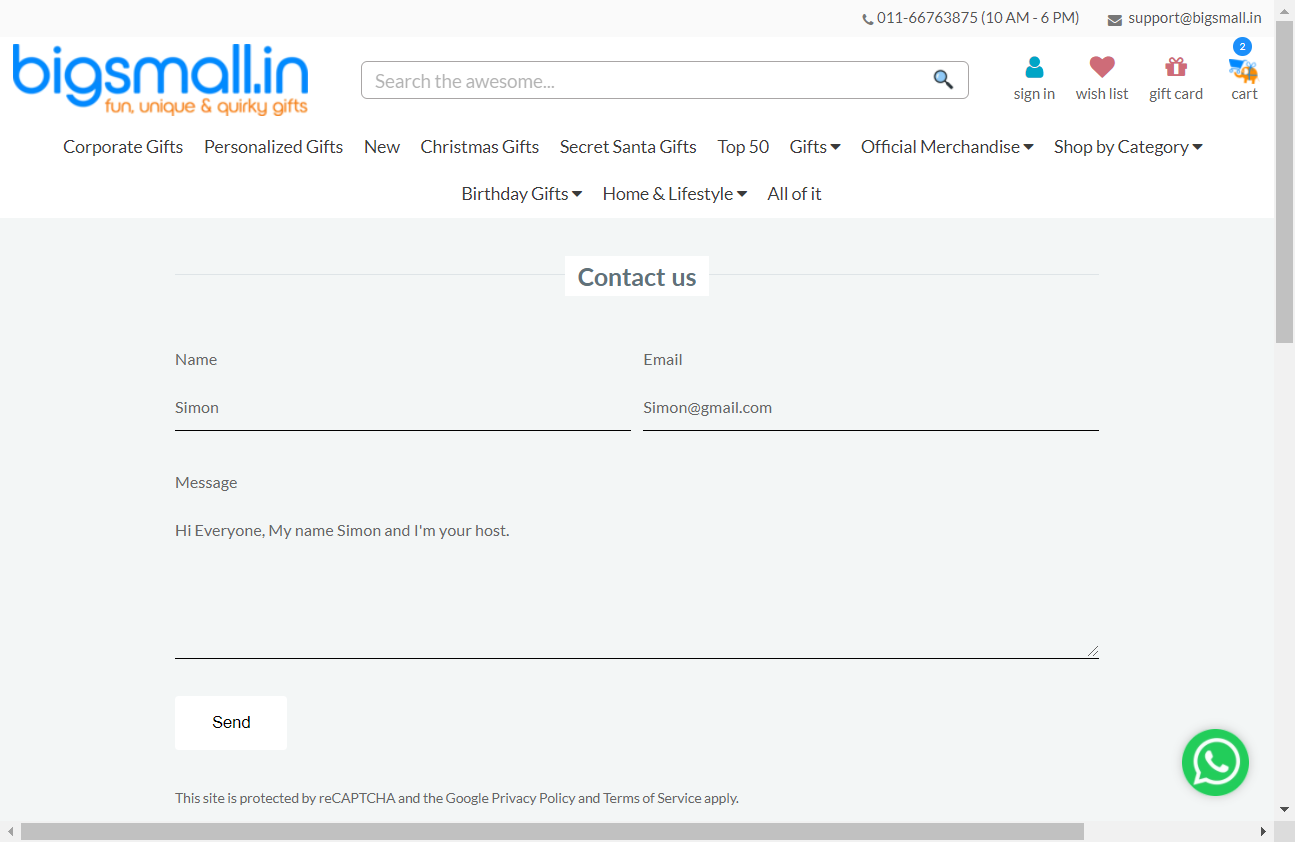 011-66763875 (10 AM - 6 PM) support@bigsmall.in
bigsmall.in
fun, unique & quirky gifts
Search the awesome...
sign in
wish list
gift card
2
cart
Corporate Gifts Personalized Gifts New Christmas Gifts Secret Santa Gifts Top 50 Gifts Official Merchandise Shop by Category
Birthday Gifts Home & Lifestyle All of it
Contact us
Name Email
Simon Simon@gmail.com
Message
Hi Everyone, My name Simon and I'm your host.
Send
This site is protected by reCAPTCHA and the Google Privacy Policy and Terms of Service apply.